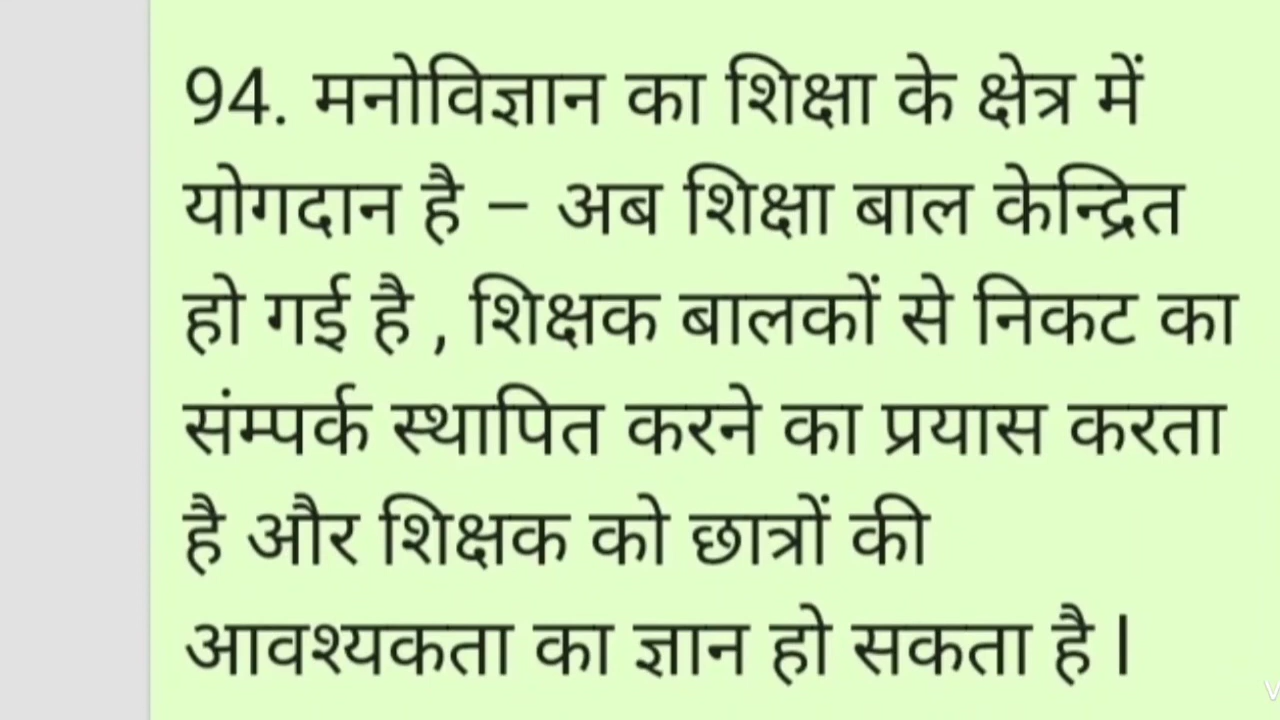 94. मनोविज्ञान का शिक्षा के क्षेत्र में
योगदान है – अब शिक्षा बाल केन्द्रित
हो गई है , शिक्षक बालकों से निकट का
संम्पर्क स्थापित करने का प्रयास करता
है और शिक्षक को छात्रों की
आवश्यकता का ज्ञान हो सकता है l